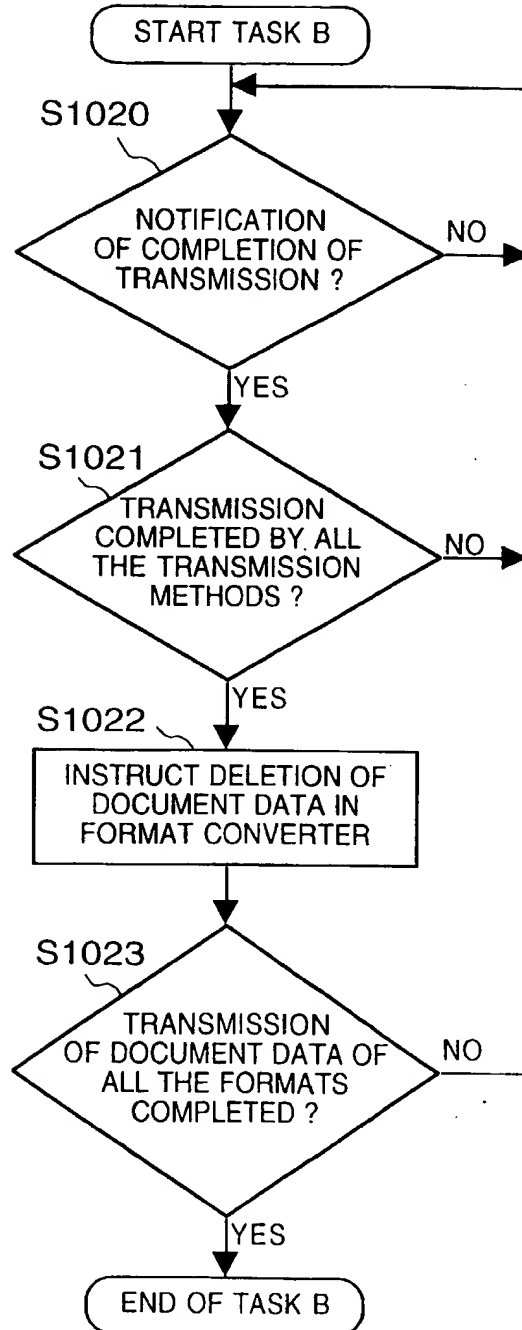 START TASK B
S1020
NOTIFICATION
OF COMPLETION OF
TRANSMISSION ?
NO
YES
S1021
TRANSMISSION
COMPLETED BY ALL
THE TRANSMISSION
METHODS ?
NO
YES
S1022
INSTRUCT DELETION OF
DOCUMENT DATA IN
FORMAT CONVERTER
S1023
TRANSMISSION
OF DOCUMENT DATA OF
ALL THE FORMATS
COMPLETED ?
NO
YES
END OF TASK B